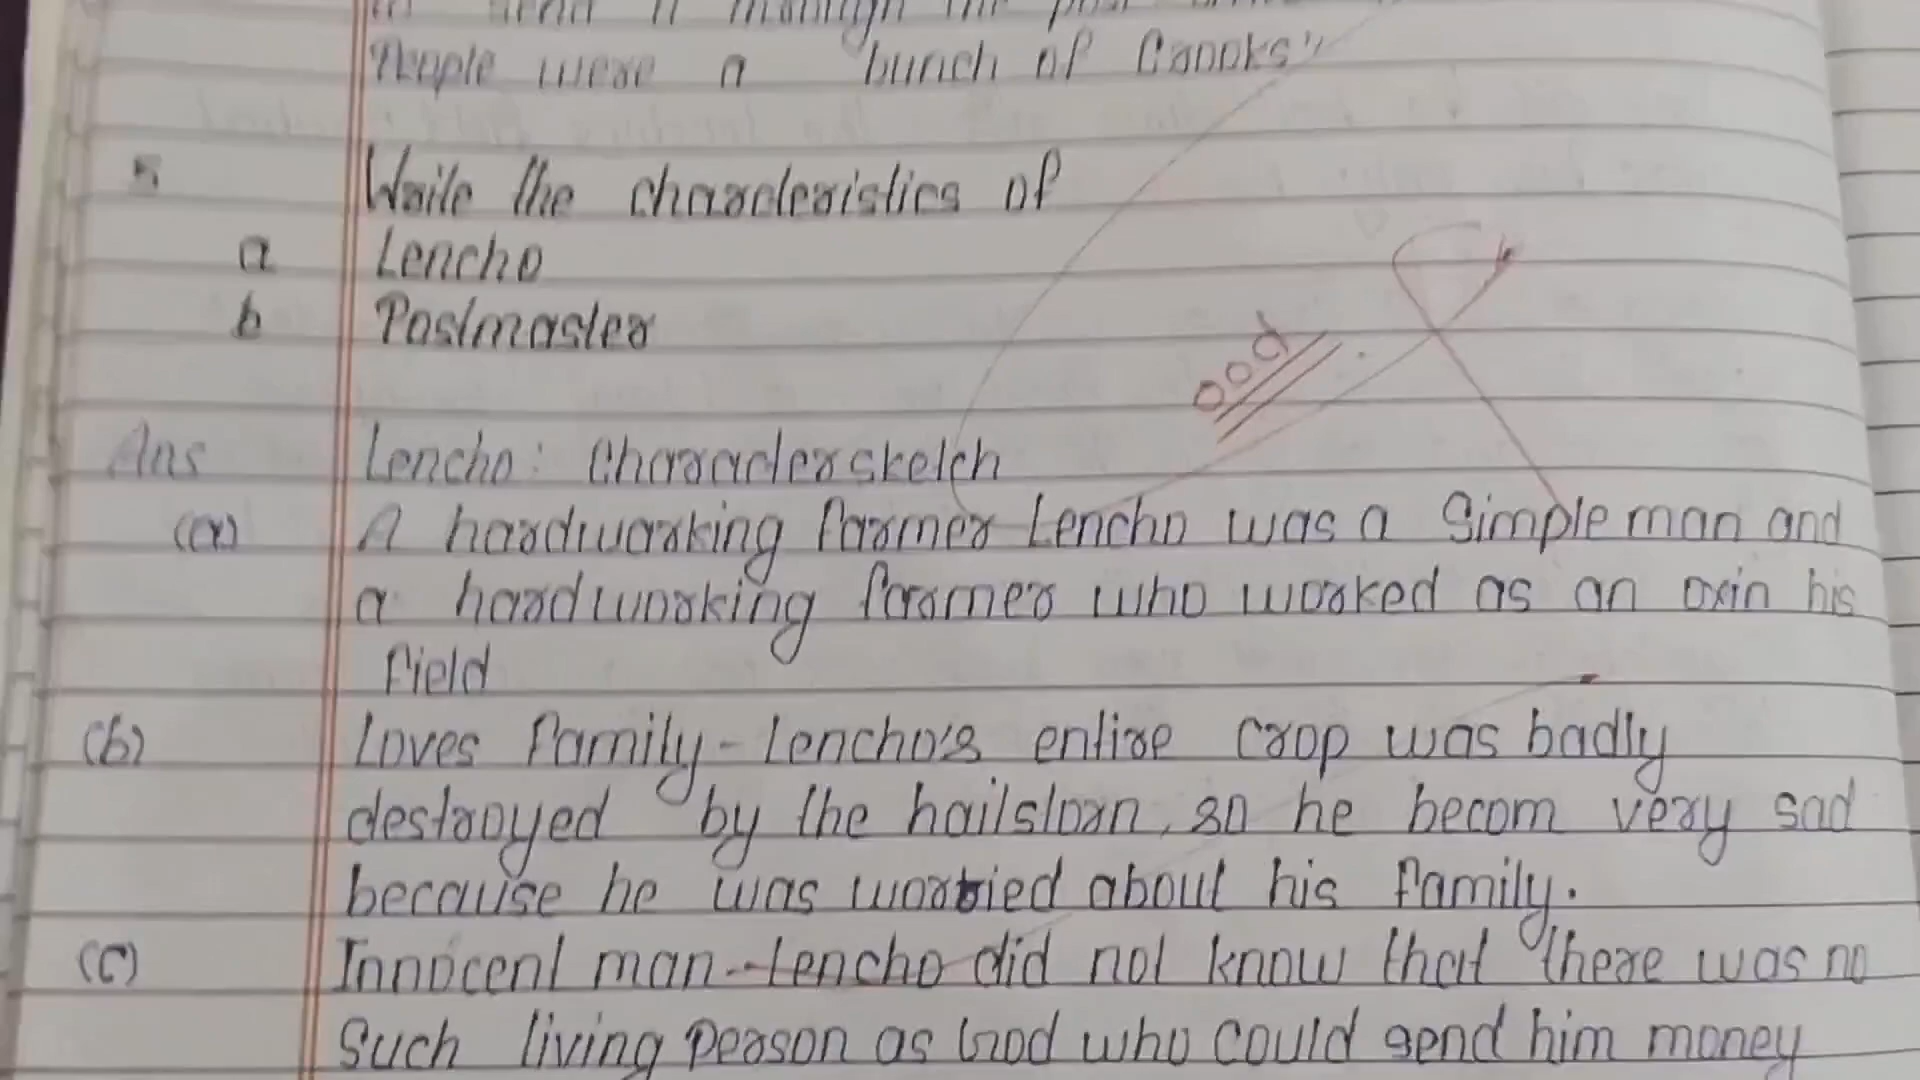 People were a bunch of Crooks"
5 Write the characteristics of
a Lencho
b Postmaster
Good
Ans Lencho: Character sketch
(a) A hardworking farmer Lencho was a Simple man and
a hardworking farmer who worked as an ox in his
field
(b) Loves family - Lencho's entire crop was badly
destroyed by the hailstorn, so he becom very sad
because he was worried about his family.
(c) Innocent man - Lencho did not know that there was no
Such living person as God who could send him money